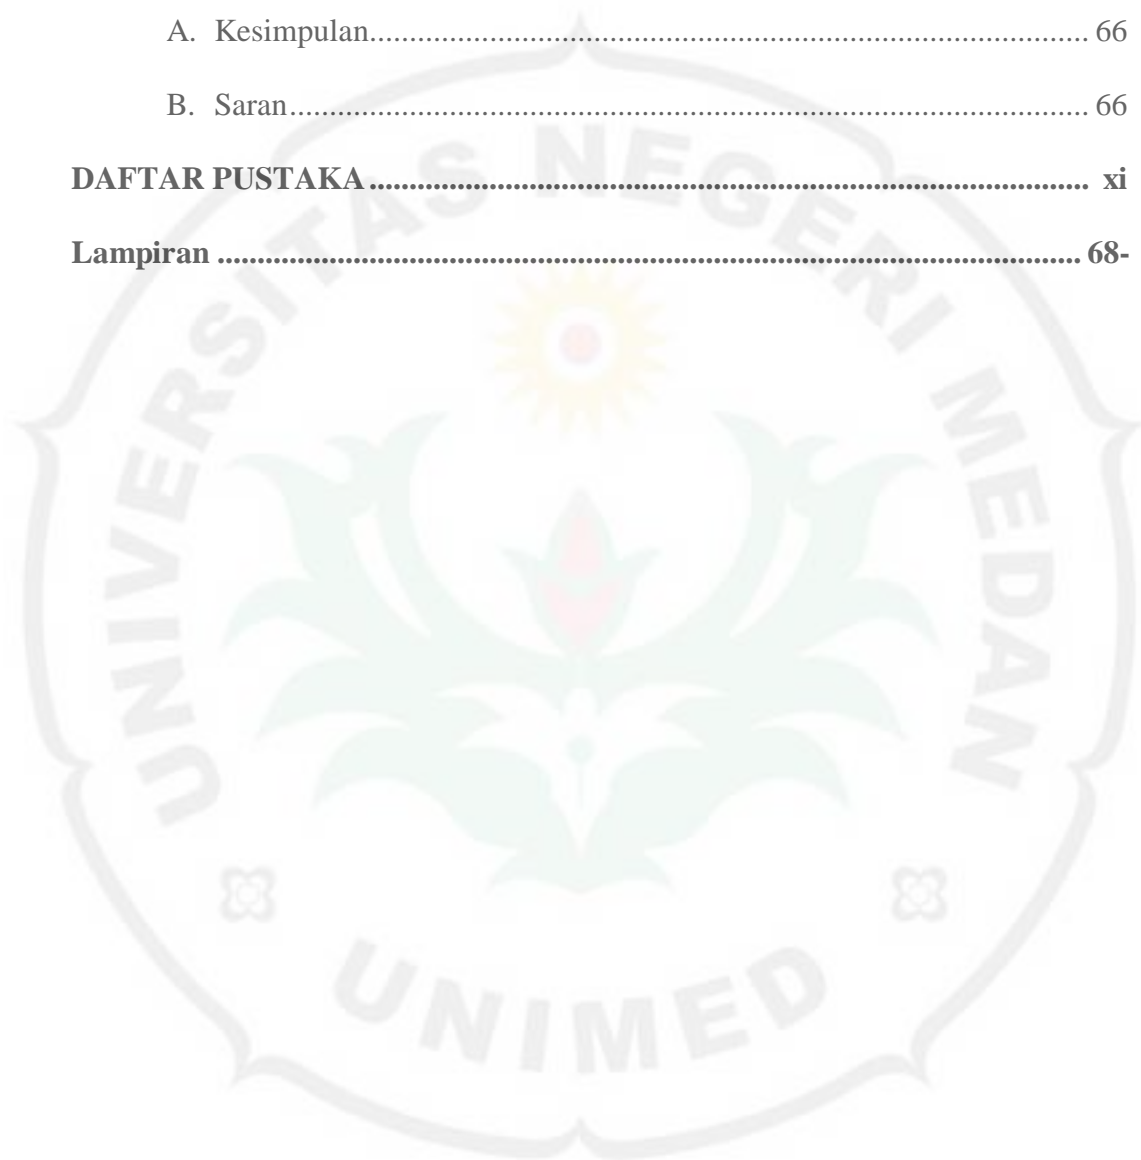 A. Kesimpulan.......................................................................................... 66
B. Saran.................................................................................................... 66
DAFTAR PUSTAKA........................................................................................... xi
Lampiran............................................................................................................. 68-
UNIVERSITAS NEGERI MEDAN
UNIMED